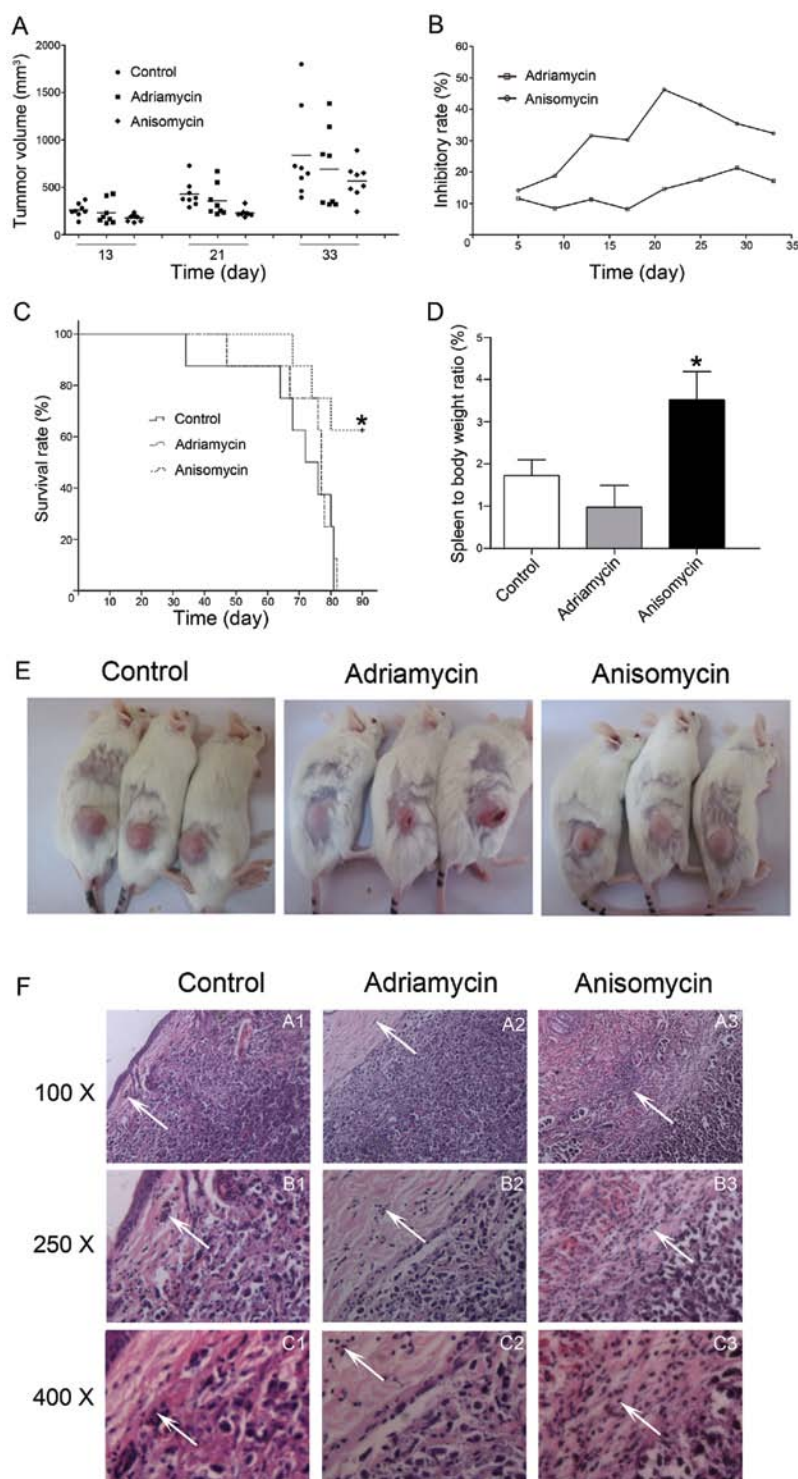 A
Tummor volume (mm³)
2000
1500
1000
500
0
Control
Adriamycin
Anisomycin
13 21 33
Time (day)
B
Inhibitory rate (%)
60
50
40
30
20
10
0
Adriamycin
Anisomycin
0 5 10 15 20 25 30 35
Time (day)
C
Survival rate (%)
100
80
60
40
20
Control
Adriamycin
Anisomycin
*
0 10 20 30 40 50 60 70 80 90 100
Time (day)
D
Spleen to body weight ratio (%)
5
4
3
2
1
0
*
Control
Adriamycin
Anisomycin
E
Control Adriamycin Anisomycin
F
Control Adriamycin Anisomycin
100 X
A1 A2 A3
250 X
B1 B2 B3
400 X
C1 C2 C3